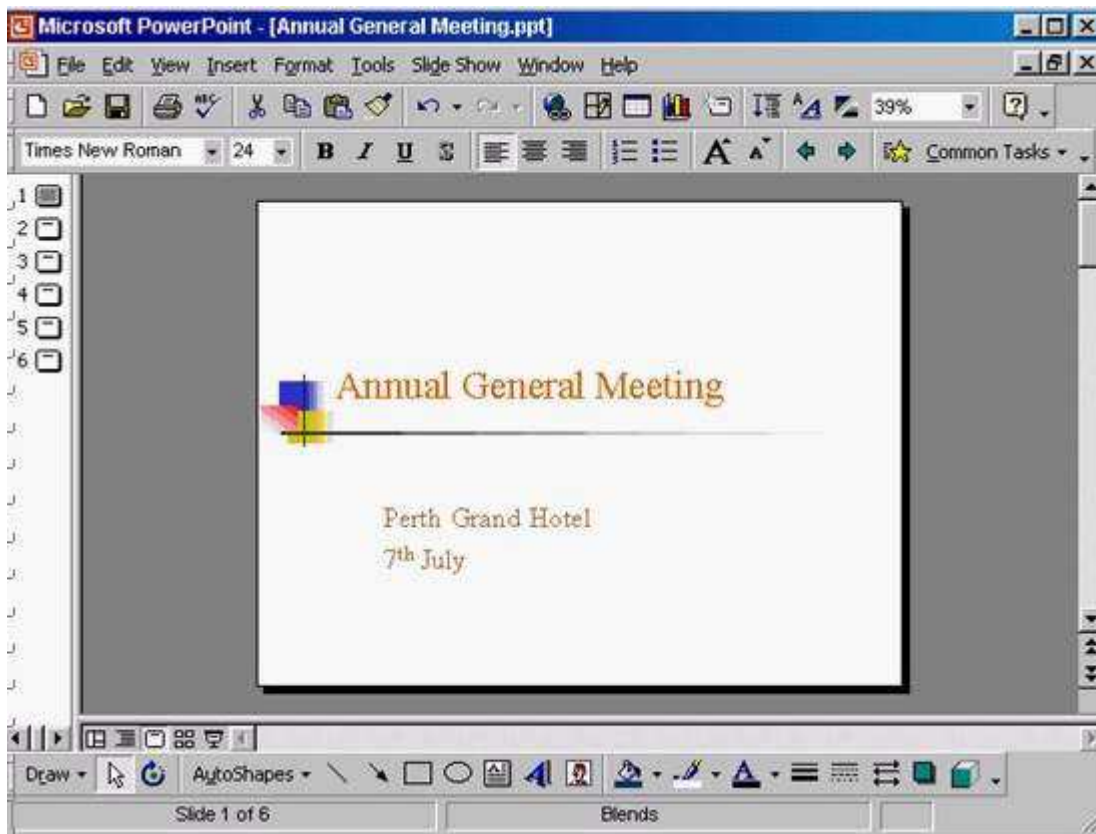 Microsoft PowerPoint - [Annual General Meeting.ppt]
File Edit View Insert Format Tools Slide Show Window Help
ABC A A 39% ?
Times New Roman 24 B I U S A A Common Tasks
1
2
3
4
5
6
Annual General Meeting
Perth Grand Hotel
7th July
Draw AutoShapes A A
Slide 1 of 6 Blends